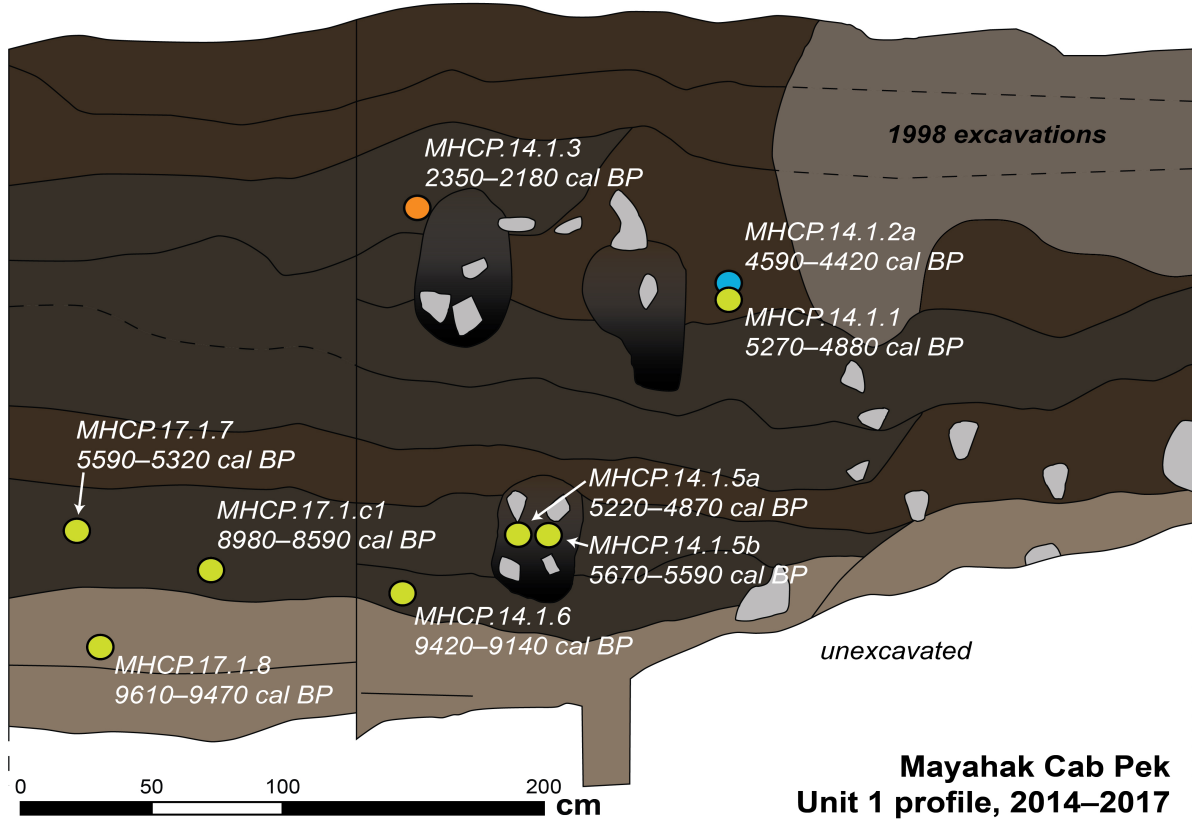 1998 excavations
MHCP.14.1.3
2350–2180 cal BP
MHCP.14.1.2a
4590–4420 cal BP
MHCP.14.1.1
5270–4880 cal BP
MHCP.17.1.7
5590–5320 cal BP
MHCP.17.1.c1
8980–8590 cal BP
MHCP.14.1.5a
5220–4870 cal BP
MHCP.14.1.5b
5670–5590 cal BP
MHCP.14.1.6
9420–9140 cal BP
MHCP.17.1.8
9610–9470 cal BP
unexcavated
0 50 100 200
cm
Mayahak Cab Pek
Unit 1 profile, 2014–2017